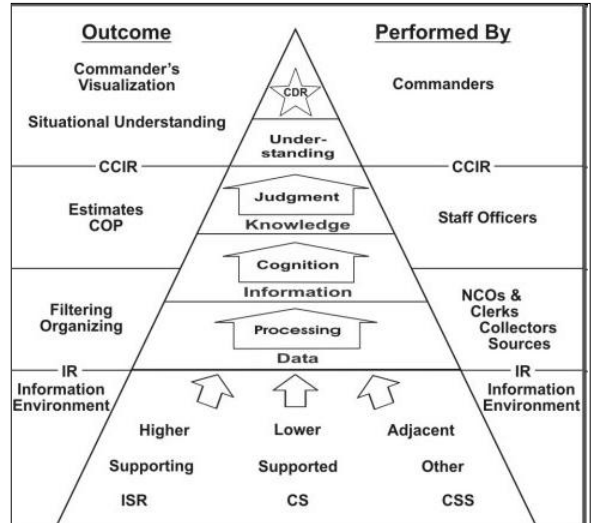 Outcome
Performed By
Commander's
Visualization
CDR
Commanders
Situational Understanding
Under-
standing
CCIR
CCIR
Judgment
Estimates
COP
Knowledge
Staff Officers
Cognition
Information
Filtering
Organizing
Processing
NCOs &
Clerks
Collectors
Sources
Data
IR
IR
Information
Environment
Information
Environment
Higher Lower Adjacent
Supporting Supported Other
ISR CS CSS